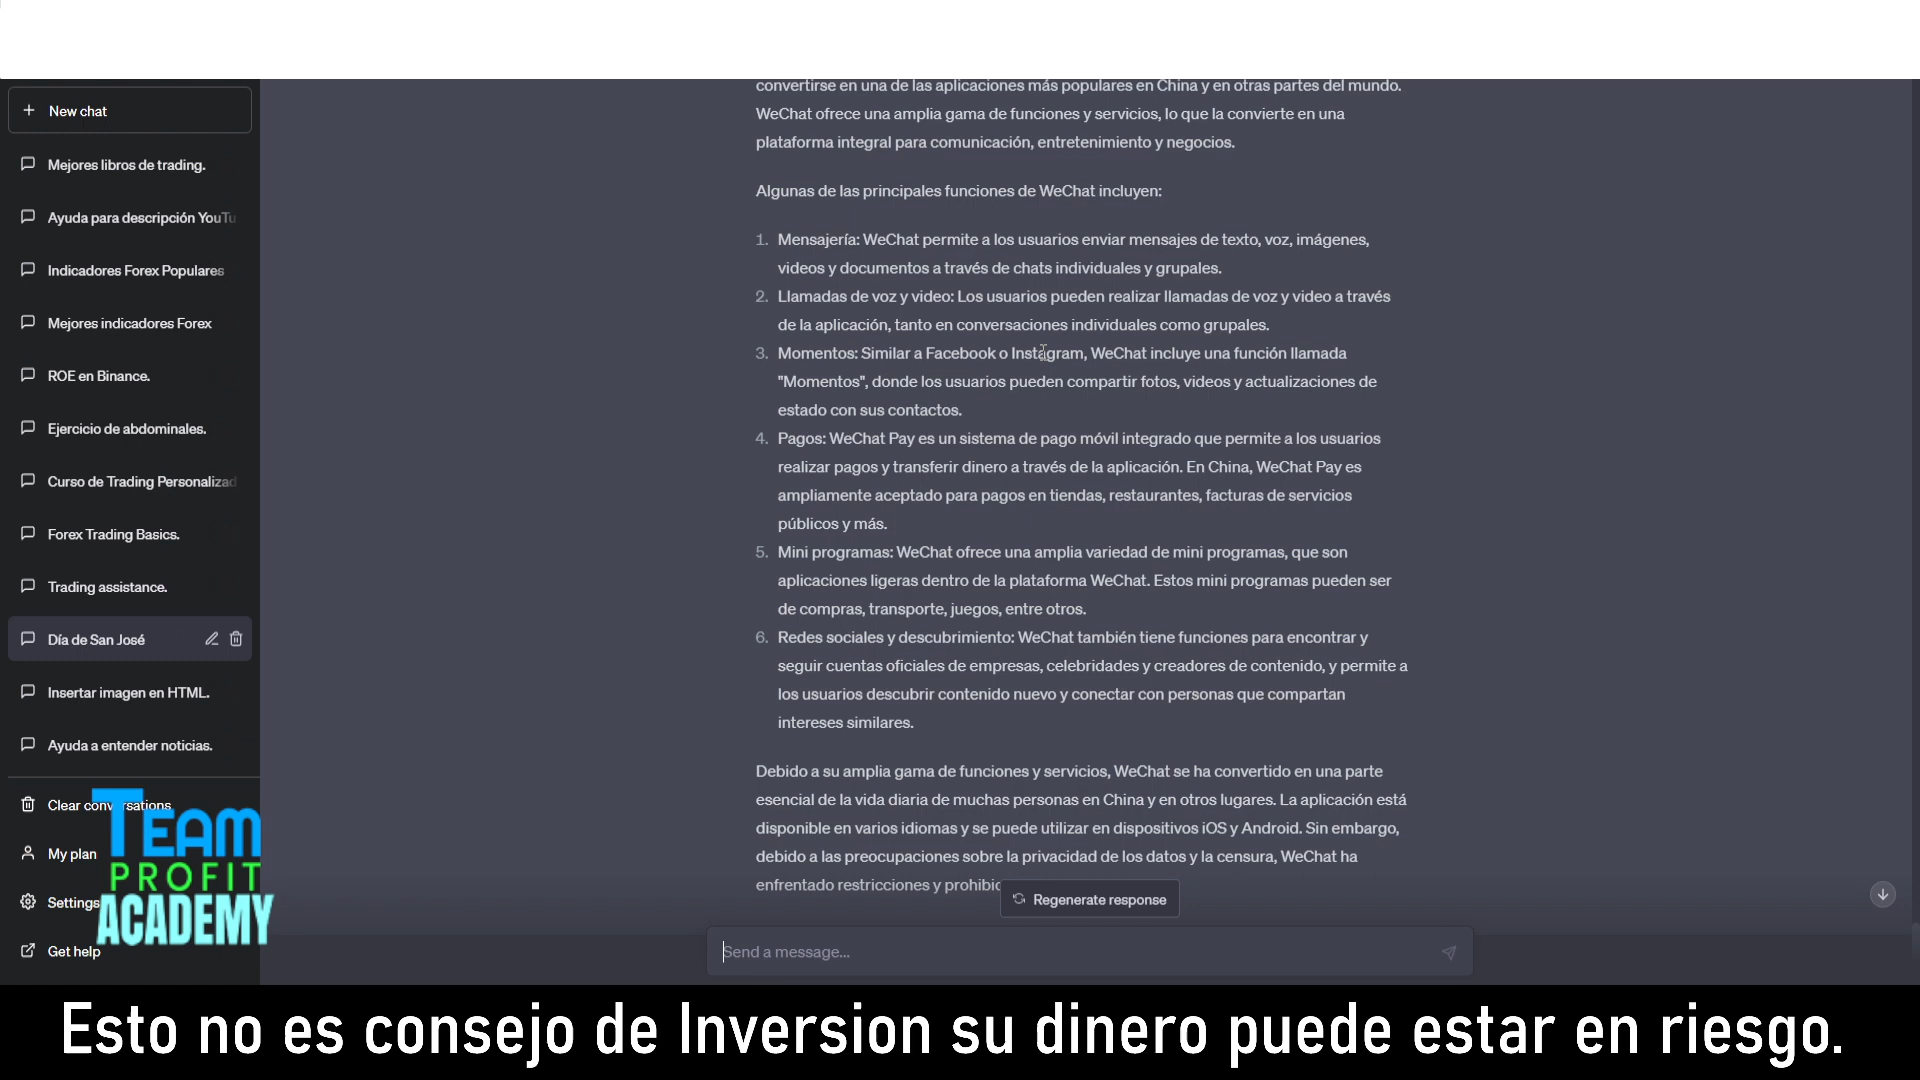 New chat
Mejores libros de trading.
Ayuda para descripción YouTu
Indicadores Forex Populares
Mejores indicadores Forex
ROE en Binance.
Ejercicio de abdominales.
Curso de Trading Personalizad
Forex Trading Basics.
Trading assistance.
Día de San José
Insertar imagen en HTML.
Ayuda a entender noticias.
Clear conversations
My plan
Settings
Get help
TEAM
PROFIT
ACADEMY
convertirse en una de las aplicaciones más populares en China y en otras partes del mundo.
WeChat ofrece una amplia gama de funciones y servicios, lo que la convierte en una
plataforma integral para comunicación, entretenimiento y negocios.
Algunas de las principales funciones de WeChat incluyen:
1. Mensajería: WeChat permite a los usuarios enviar mensajes de texto, voz, imágenes,
videos y documentos a través de chats individuales y grupales.
2. Llamadas de voz y video: Los usuarios pueden realizar llamadas de voz y video a través
de la aplicación, tanto en conversaciones individuales como grupales.
3. Momentos: Similar a Facebook o Instagram, WeChat incluye una función llamada
"Momentos", donde los usuarios pueden compartir fotos, videos y actualizaciones de
estado con sus contactos.
4. Pagos: WeChat Pay es un sistema de pago móvil integrado que permite a los usuarios
realizar pagos y transferir dinero a través de la aplicación. En China, WeChat Pay es
ampliamente aceptado para pagos en tiendas, restaurantes, facturas de servicios
públicos y más.
5. Mini programas: WeChat ofrece una amplia variedad de mini programas, que son
aplicaciones ligeras dentro de la plataforma WeChat. Estos mini programas pueden ser
de compras, transporte, juegos, entre otros.
6. Redes sociales y descubrimiento: WeChat también tiene funciones para encontrar y
seguir cuentas oficiales de empresas, celebridades y creadores de contenido, y permite a
los usuarios descubrir contenido nuevo y conectar con personas que compartan
intereses similares.
Debido a su amplia gama de funciones y servicios, WeChat se ha convertido en una parte
esencial de la vida diaria de muchas personas en China y en otros lugares. La aplicación está
disponible en varios idiomas y se puede utilizar en dispositivos iOS y Android. Sin embargo,
debido a las preocupaciones sobre la privacidad de los datos y la censura, WeChat ha
enfrentado restricciones y prohibic
Regenerate response
Send a message...
Esto no es consejo de Inversion su dinero puede estar en riesgo.